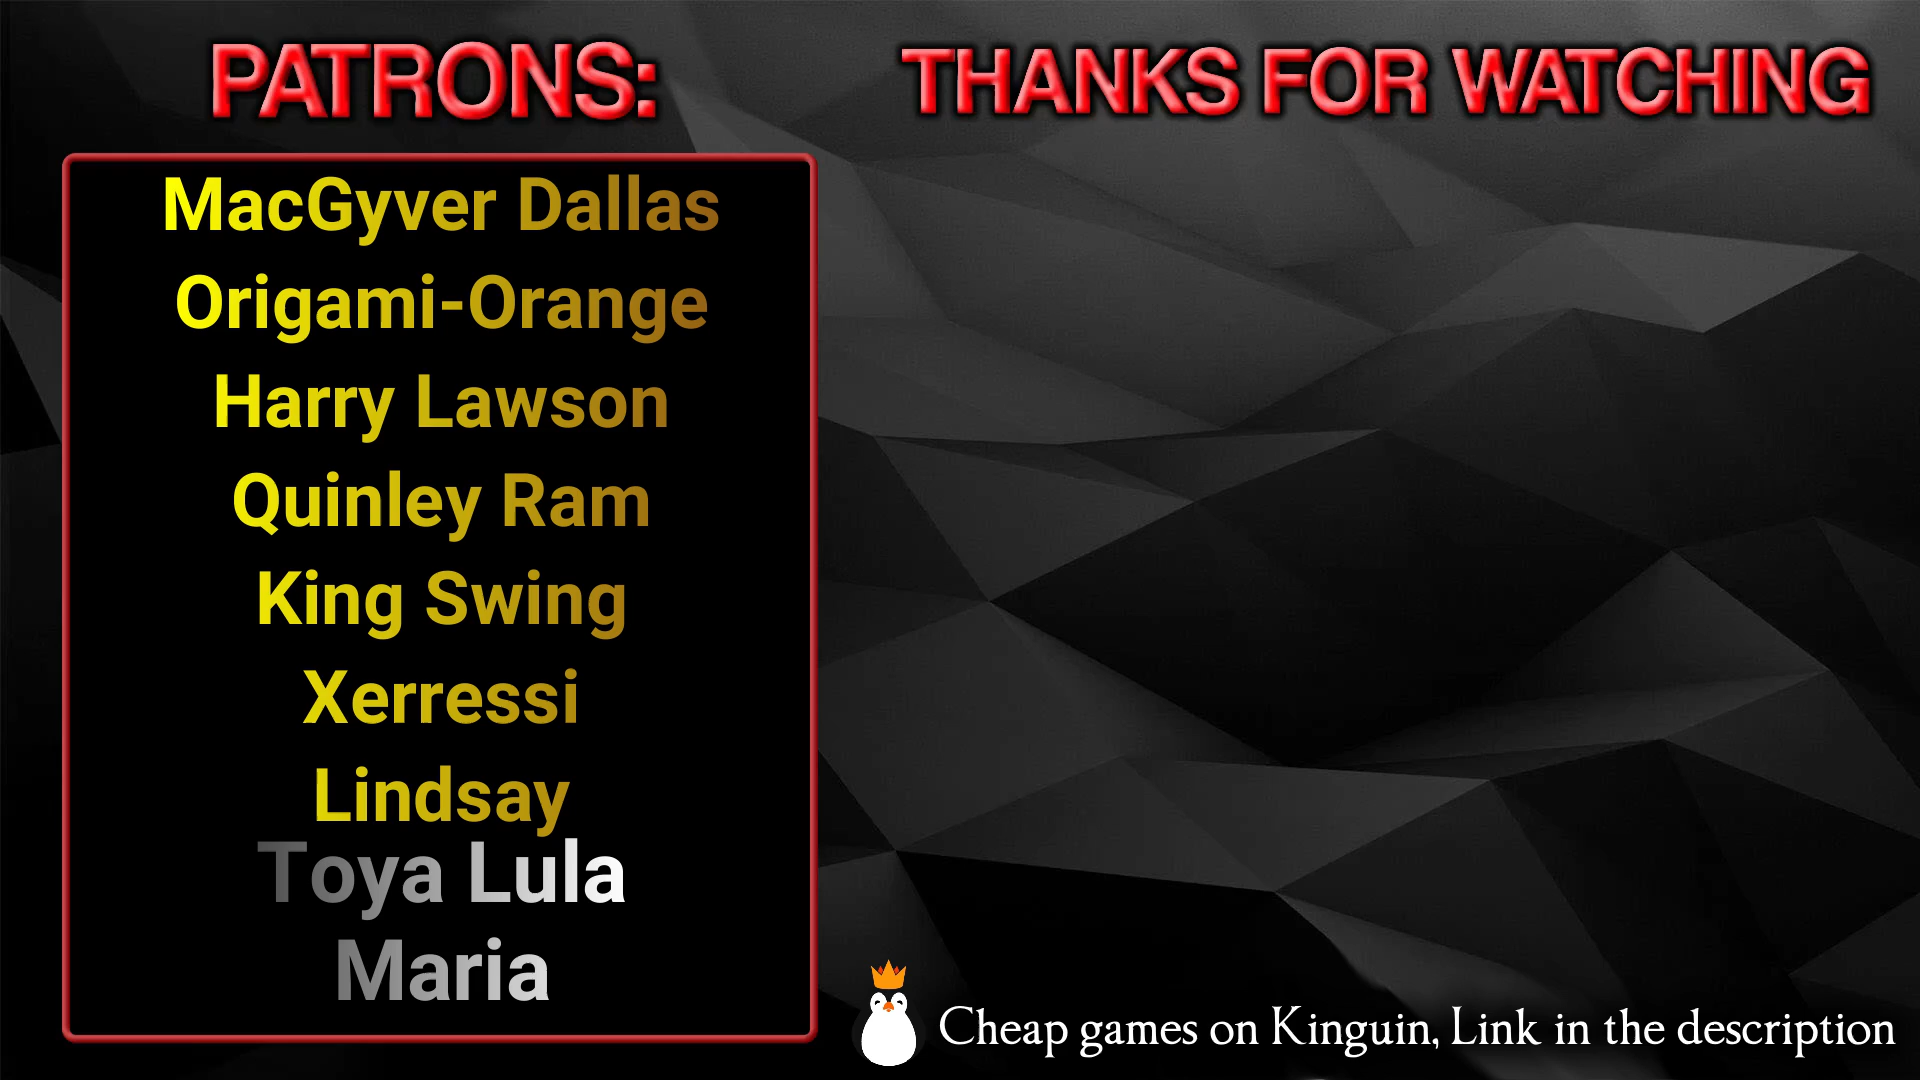 PATRONS:
THANKS FOR WATCHING
MacGyver Dallas
Origami-Orange
Harry Lawson
Quinley Ram
King Swing
Xerressi
Lindsay
Toya Lula
Maria
Cheap games on Kinguin, Link in the description